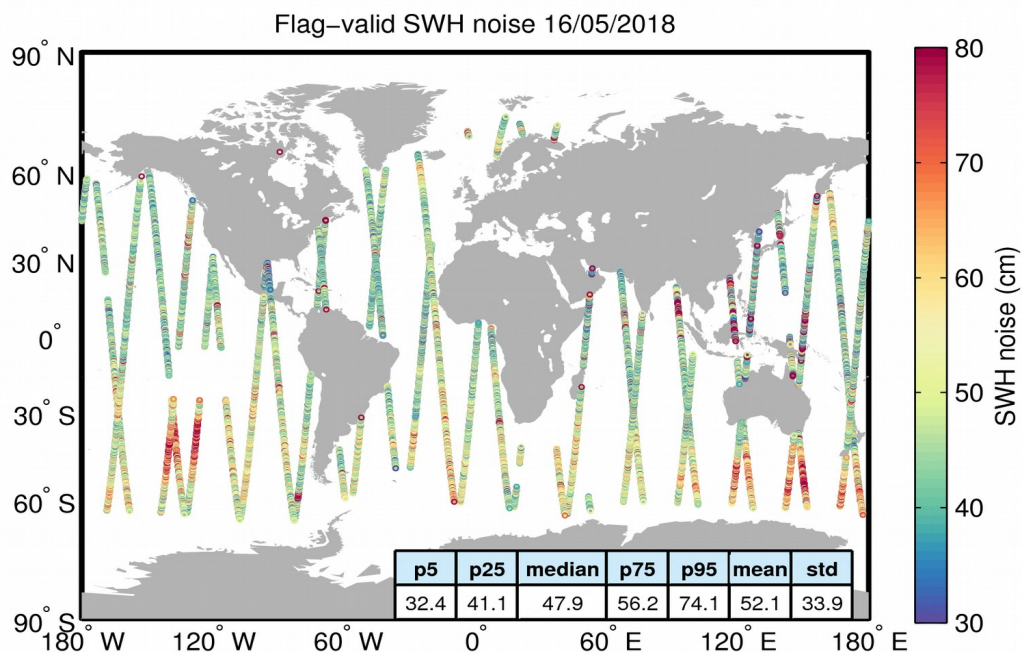 Flag−valid SWH noise 16/05/2018
90° N
60° N
30° N
0°
30° S
60° S
90° S
180° W 120° W 60° W 0° 60° E 120° E 180° E
p5 p25 median p75 p95 mean std
32.4 41.1 47.9 56.2 74.1 52.1 33.9
80
70
60
50
40
30
SWH noise (cm)